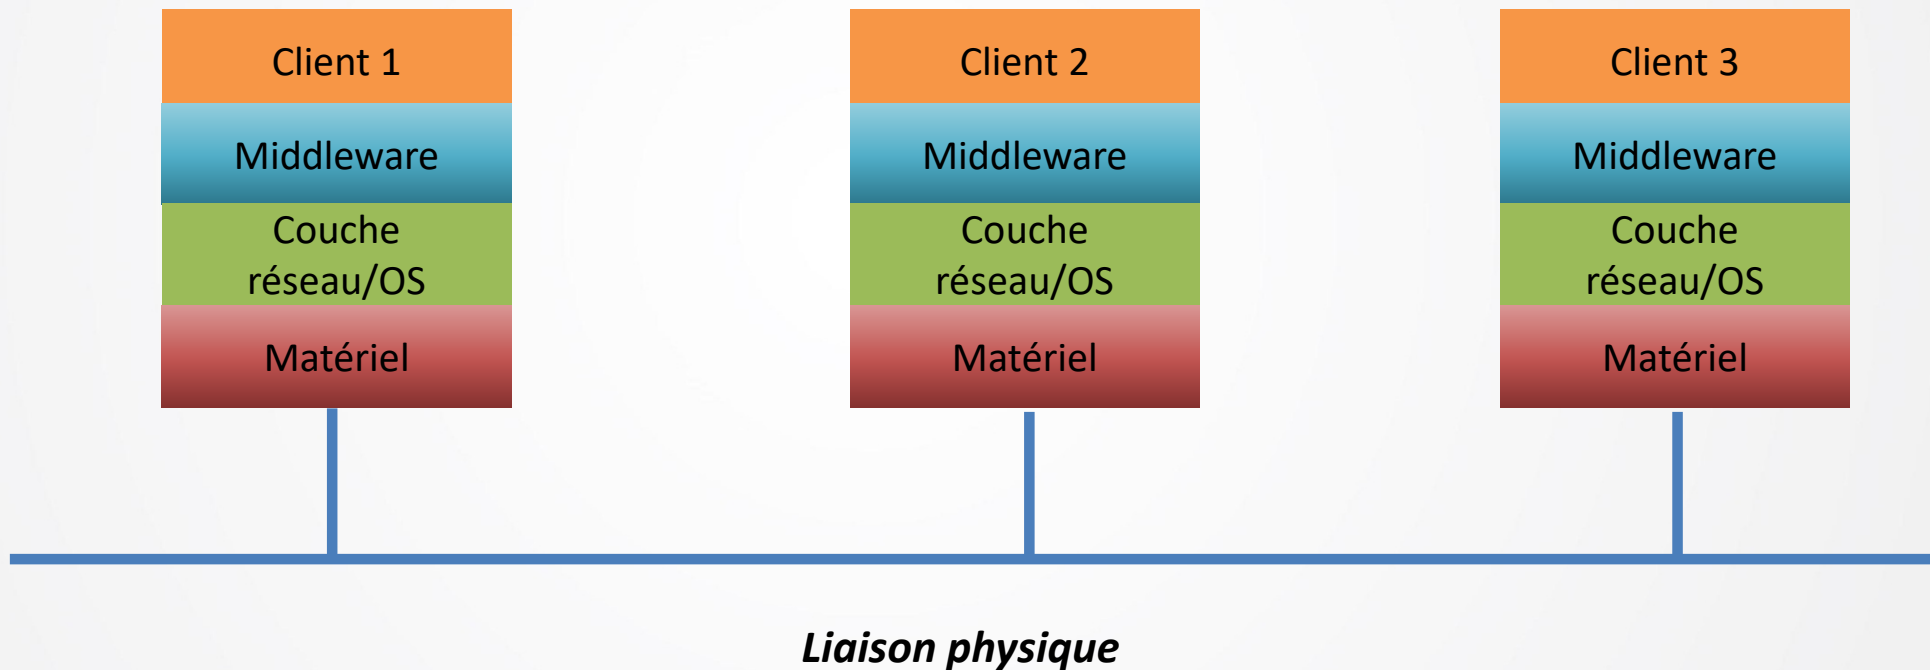 Client 1
Middleware
Couche
réseau/OS
Matériel
Client 2
Middleware
Couche
réseau/OS
Matériel
Client 3
Middleware
Couche
réseau/OS
Matériel
Liaison physique